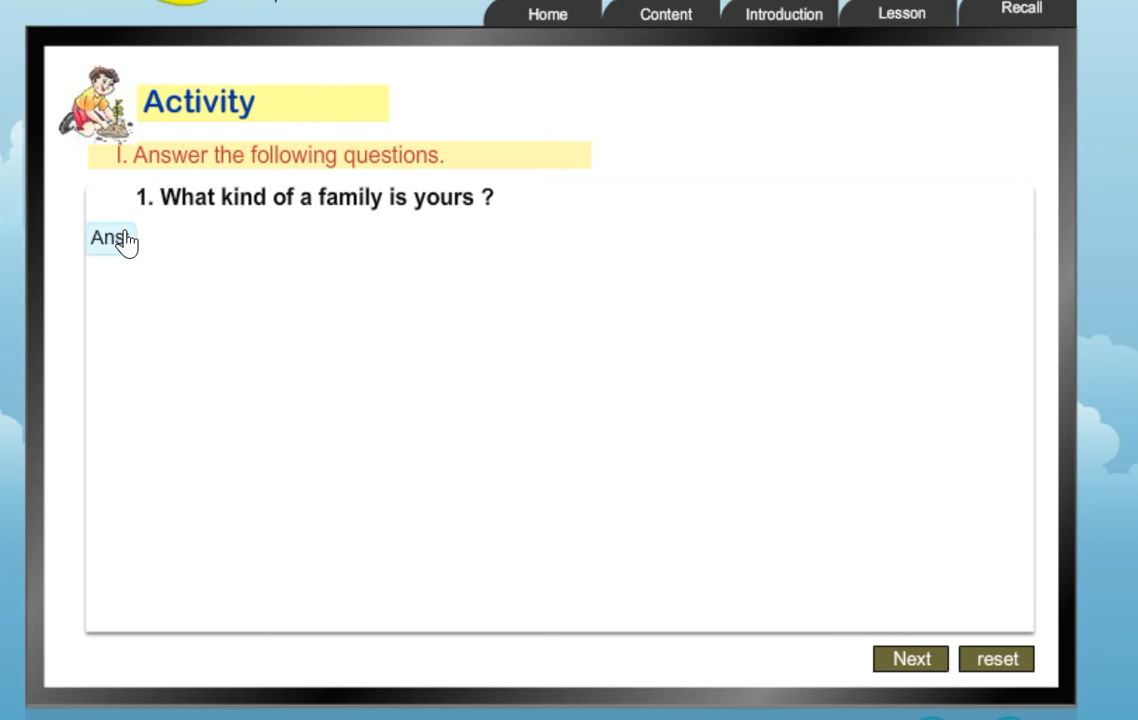 Home Content Introduction Lesson Recall
Activity
I. Answer the following questions.
1. What kind of a family is yours ?
Ans
Next reset